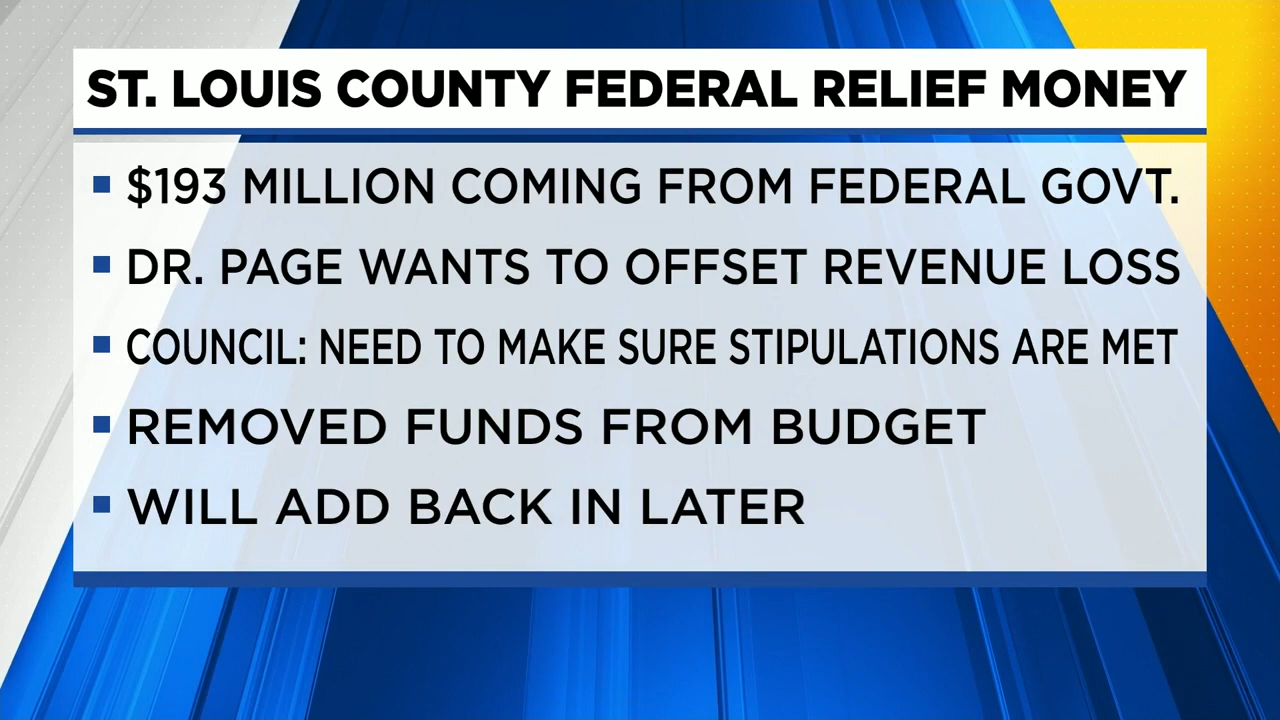 ST. LOUIS COUNTY FEDERAL RELIEF MONEY
$193 MILLION COMING FROM FEDERAL GOVT.
DR. PAGE WANTS TO OFFSET REVENUE LOSS
COUNCIL: NEED TO MAKE SURE STIPULATIONS ARE MET
REMOVED FUNDS FROM BUDGET
WILL ADD BACK IN LATER